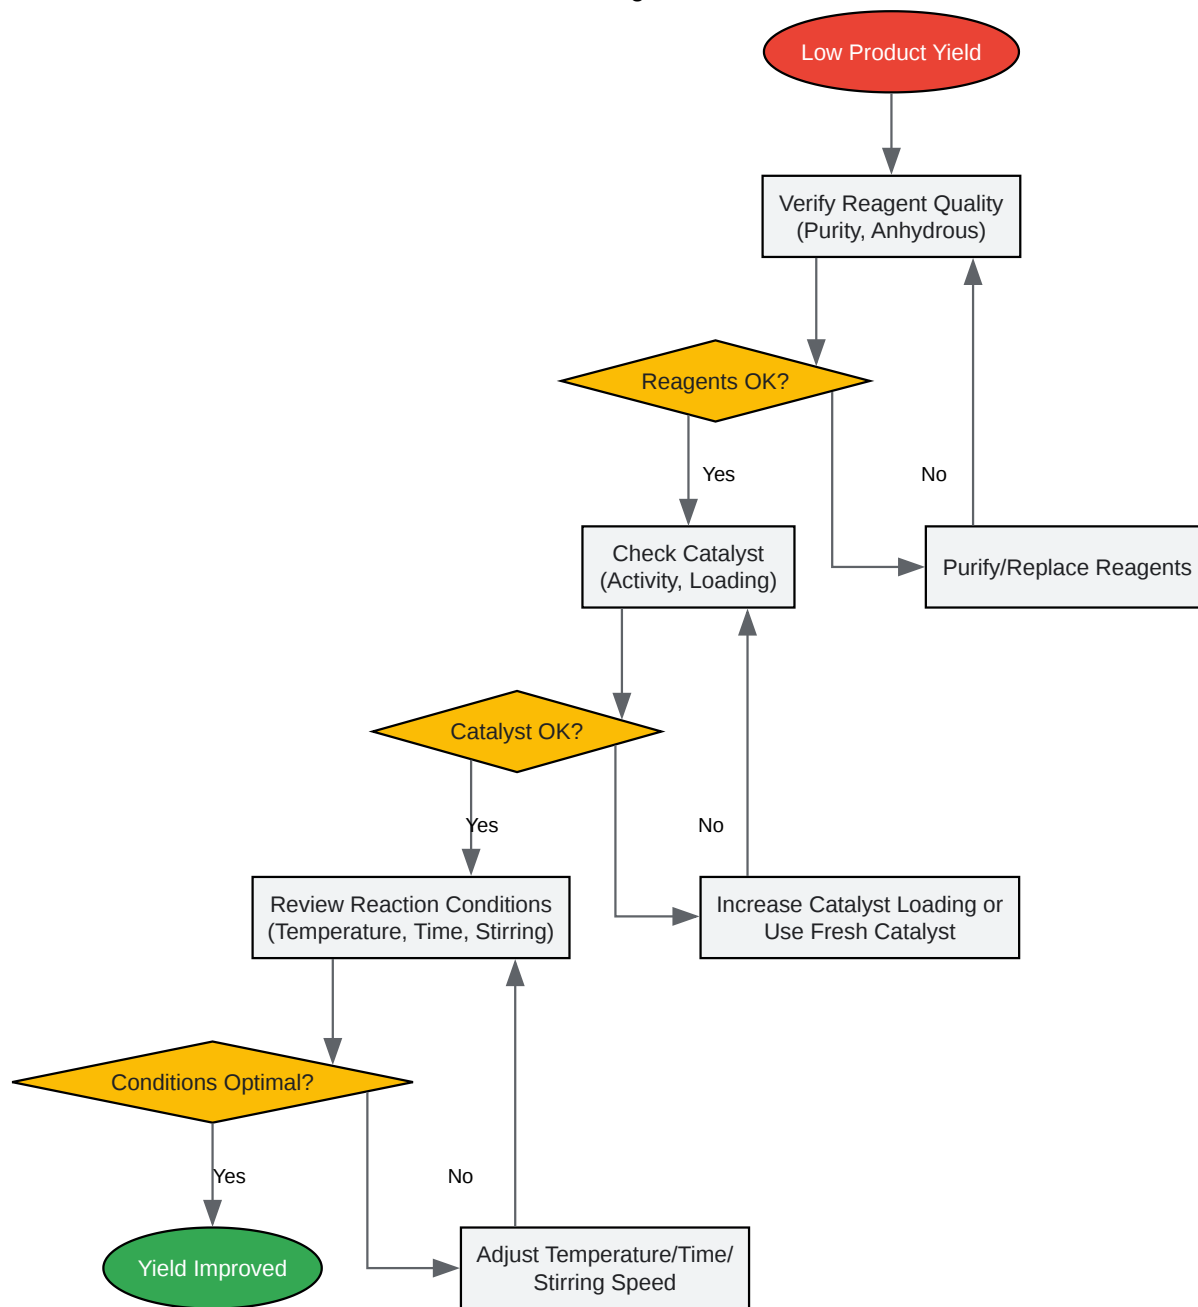 Low Product Yield
Verify Reagent Quality
(Purity, Anhydrous)
Reagents OK?
Yes
No
Check Catalyst
(Activity, Loading)
Purify/Replace Reagents
Catalyst OK?
Yes
No
Review Reaction Conditions
(Temperature, Time, Stirring)
Increase Catalyst Loading or
Use Fresh Catalyst
Conditions Optimal?
Yes
No
Yield Improved
Adjust Temperature/Time/
Stirring Speed